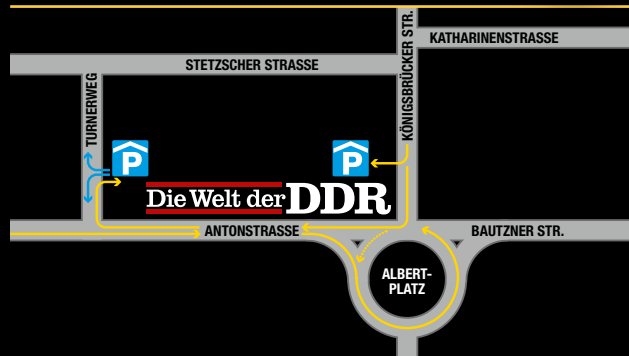 KATHARINENSTRASSE
KÖNIGSBRÜCKER STR.
STETZSCHER STRASSE
TURNERWEG
P
P
Die Welt der DDR
ANTONSTRASSE
BAUTZNER STR.
ALBERT-
PLATZ